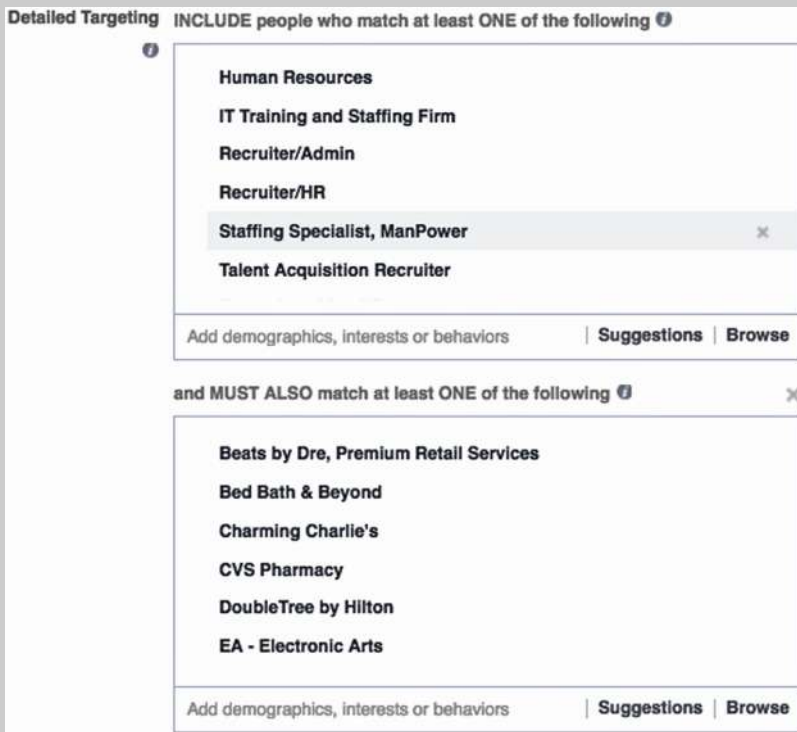 Detailed Targeting INCLUDE people who match at least ONE of the following
Human Resources
IT Training and Staffing Firm
Recruiter/Admin
Recruiter/HR
Staffing Specialist, ManPower
Talent Acquisition Recruiter
Add demographics, interests or behaviors | Suggestions | Browse
and MUST ALSO match at least ONE of the following
Beats by Dre, Premium Retail Services
Bed Bath & Beyond
Charming Charlie's
CVS Pharmacy
DoubleTree by Hilton
EA - Electronic Arts
Add demographics, interests or behaviors | Suggestions | Browse